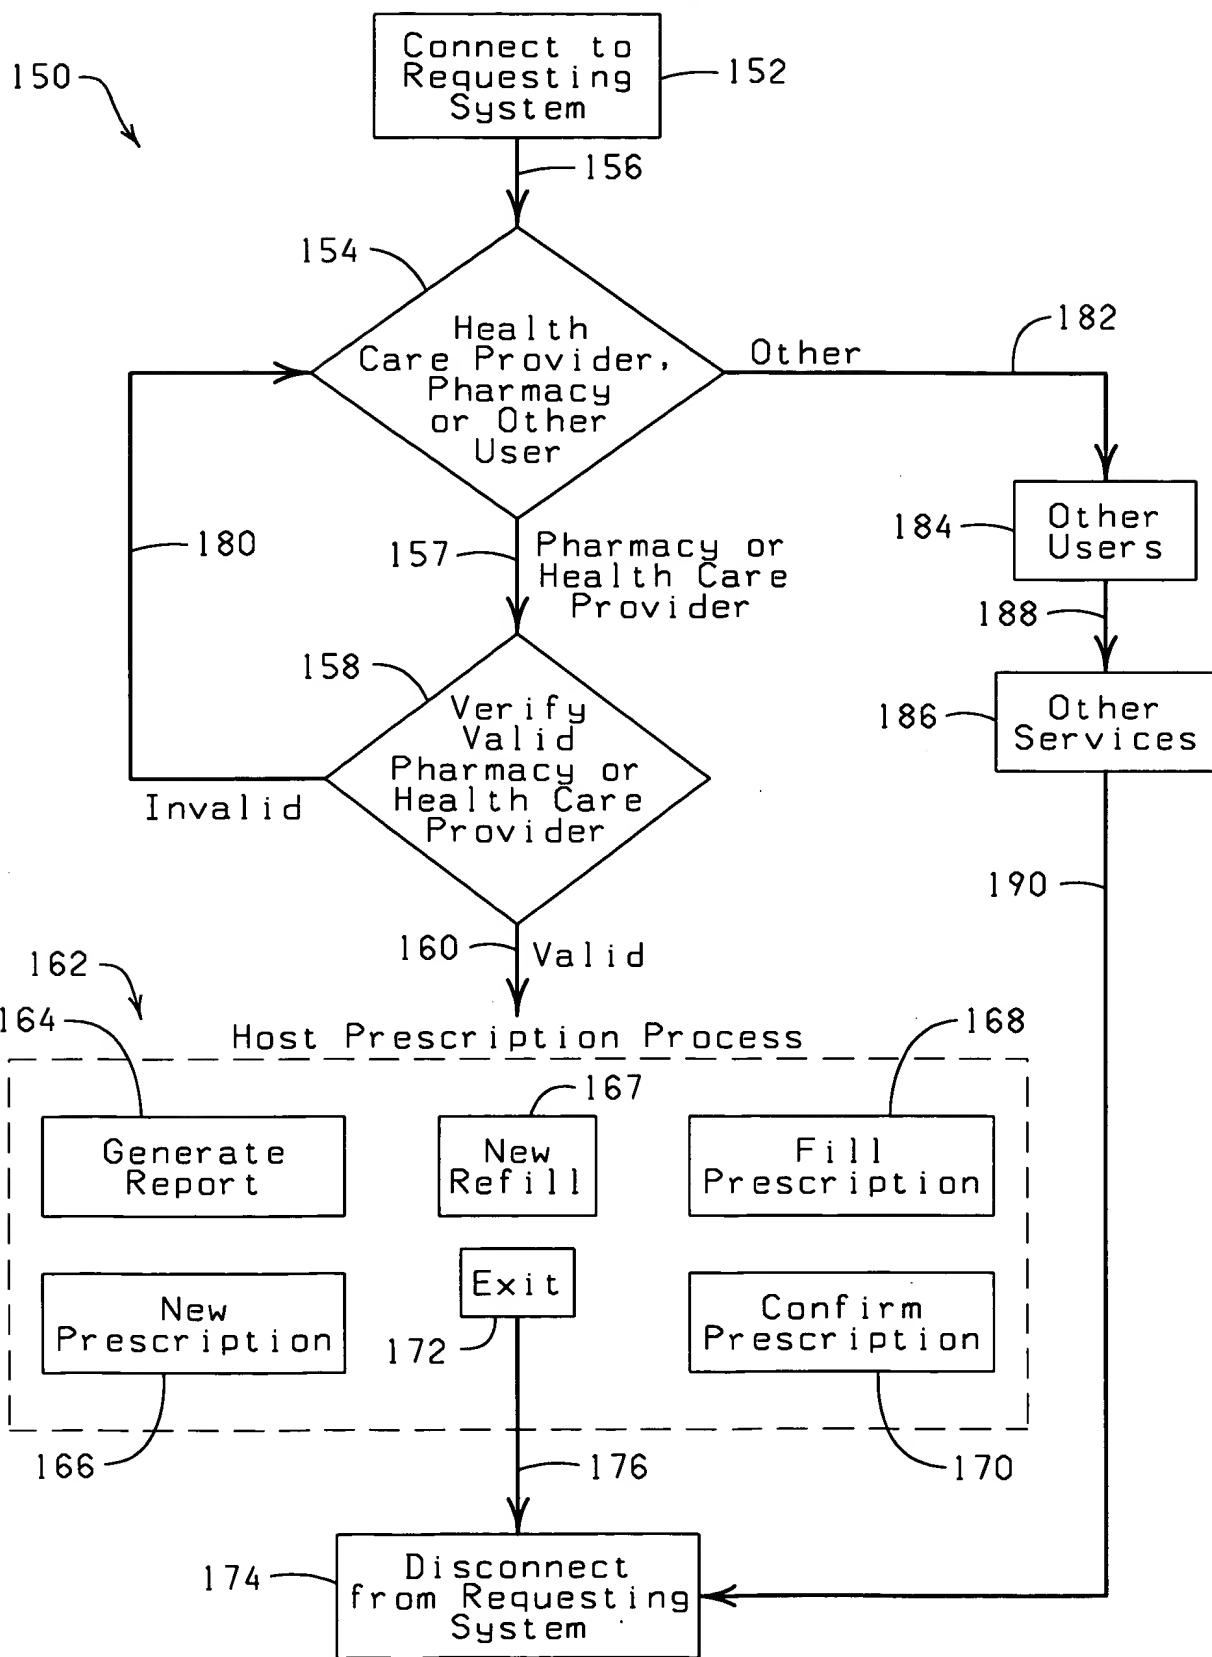 Connect to
Requesting
System
150
152
156
154
Health
Care Provider,
Pharmacy
or Other
User
Other
182
180
157
Pharmacy or
Health Care
Provider
184
Other
Users
188
158
Verify
Valid
Pharmacy or
Health Care
Provider
Invalid
186
Other
Services
190
160
Valid
162
164
Host Prescription Process
168
167
Generate
Report
New
Refill
Fill
Prescription
New
Prescription
Exit
Confirm
Prescription
172
166
176
170
174
Disconnect
from Requesting
System